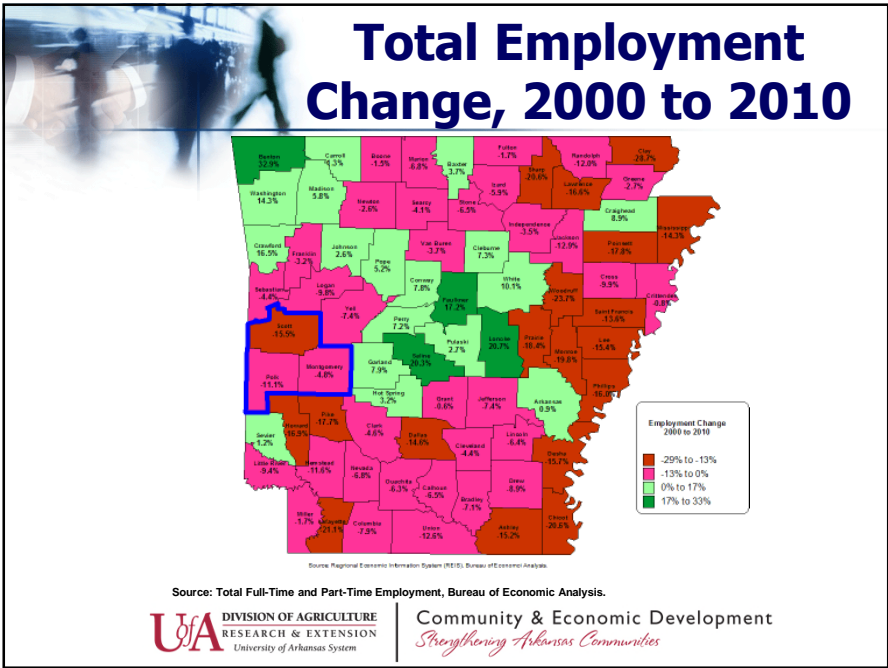 Total Employment
Change, 2000 to 2010
Benton
32.9%
Carroll
Boone
-1.5%
Marion
-6.8%
Baxter
3.7%
Fulton
-1.7%
Randolph
-12.0%
Clay
-28.7%
Washington
14.3%
Madison
5.8%
Newton
-2.6%
Searcy
-4.1%
Stone
-6.5%
Izard
-5.9%
Sharp
-20.6%
Lawrence
-16.6%
Greene
-2.7%
Craighead
8.9%
Mississippi
-14.3%
Crawford
16.5%
Franklin
-3.2%
Johnson
2.6%
Pope
5.2%
Van Buren
-3.7%
Cleburne
7.3%
Independence
-3.5%
Jackson
-12.9%
Poinsett
-17.8%
Sebastian
-4.4%
Logan
-9.8%
Conway
7.8%
Faulkner
17.2%
White
10.1%
Woodruff
-23.7%
Cross
-9.9%
Crittenden
-0.8%
Scott
-15.5%
Yell
-7.4%
Perry
7.2%
Pulaski
2.7%
Lonoke
20.7%
Prairie
Saint Francis
-13.6%
Lee
-15.4%
Monroe
-19.8%
Polk
-11.1%
Montgomery
-4.8%
Garland
7.9%
Saline
20.3%
Hot Spring
3.2%
Grant
-0.6%
Jefferson
-7.4%
Arkansas
0.9%
Phillips
Sevier
1.2%
Howard
-16.9%
Pike
-17.7%
Clark
-4.6%
Dallas
-14.6%
Cleveland
-4.4%
Lincoln
-6.4%
Desha
-15.7%
Little River
-9.4%
Hempstead
-11.6%
Nevada
-6.8%
Ouachita
-6.3%
Calhoun
-6.5%
Bradley
-7.1%
Drew
-8.9%
Miller
-1.7%
Lafayette
-21.1%
Columbia
-7.9%
Union
-12.6%
Ashley
-15.2%
Chicot
-20.6%
Employment Change
2000 to 2010
-29% to -13%
-13% to 0%
0% to 17%
17% to 33%
Source: Regional Economic Information System (REIS), Bureau of Economci Analysis.
Source: Total Full-Time and Part-Time Employment, Bureau of Economic Analysis.
UofA DIVISION OF AGRICULTURE
RESEARCH & EXTENSION
University of Arkansas System
Community & Economic Development
Strengthening Arkansas Communities